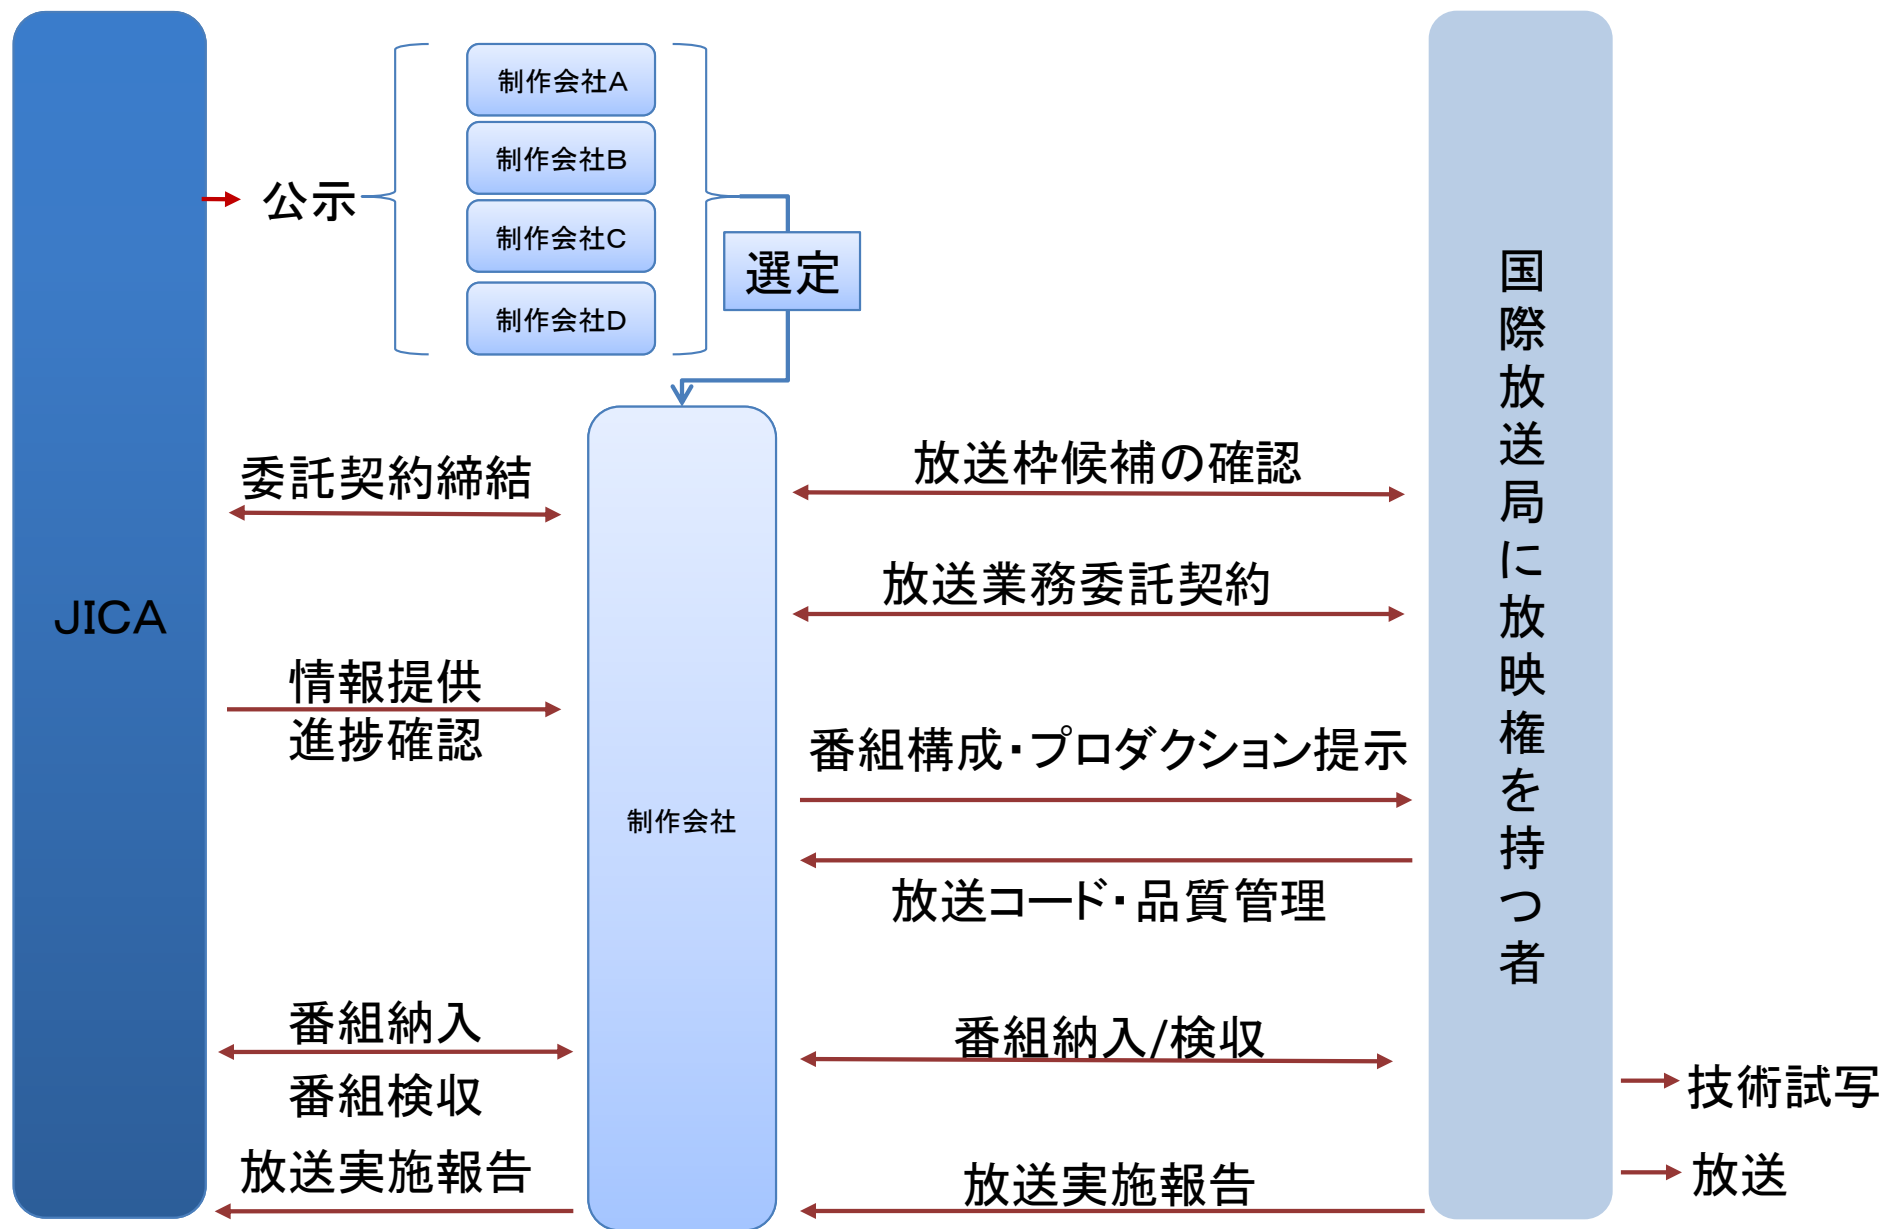 JICA
公示
制作会社A
制作会社B
制作会社C
制作会社D
選定
制作会社
委託契約締結
情報提供
進捗確認
番組納入
番組検収
放送実施報告
放送枠候補の確認
放送業務委託契約
番組構成・プロダクション提示
放送コード・品質管理
番組納入/検収
放送実施報告
国際放送局に放映権を持つ者
技術試写
放送